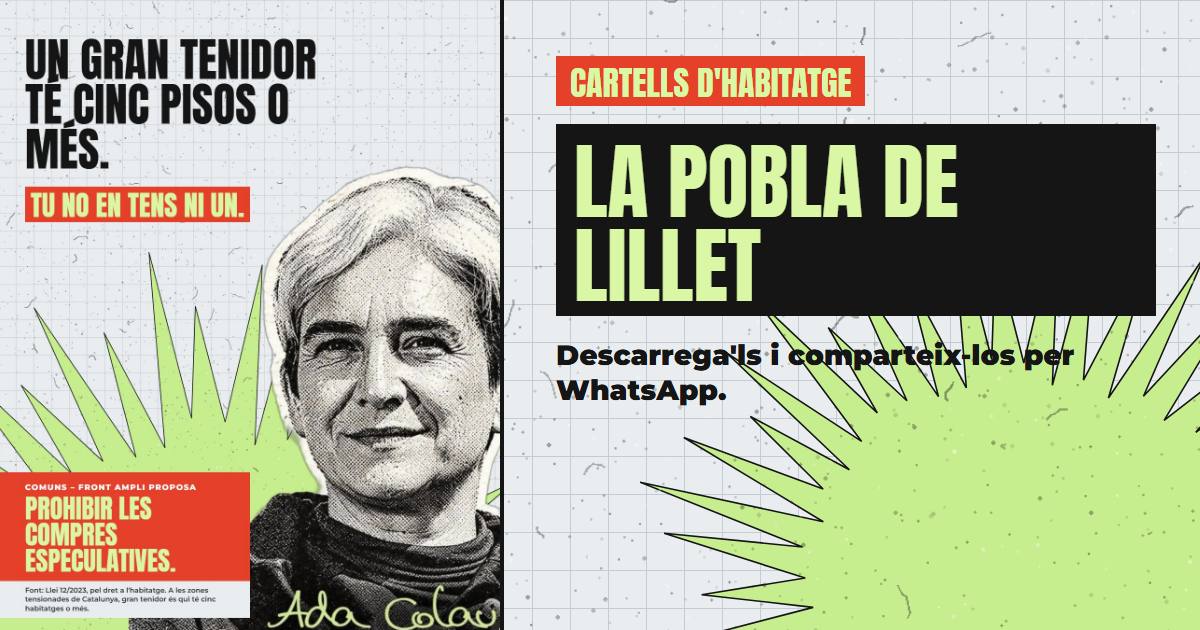 UN GRAN TENIDOR
TÉ CINC PISOS O
MÉS.
TU NO EN TENS NI UN.
COMUNS – FRONT AMPLI PROPOSA
PROHIBIR LES
COMPRES
ESPECULATIVES.
Font: Llei 12/2023, pel dret a l'habitatge. A les zones
tensionades de Catalunya, gran tenidor és qui té cinc
habitatges o més.
Ada Colau
CARTELLS D'HABITATGE
LA POBLA DE
LILLET
Descarrega'ls i comparteix-los per
WhatsApp.